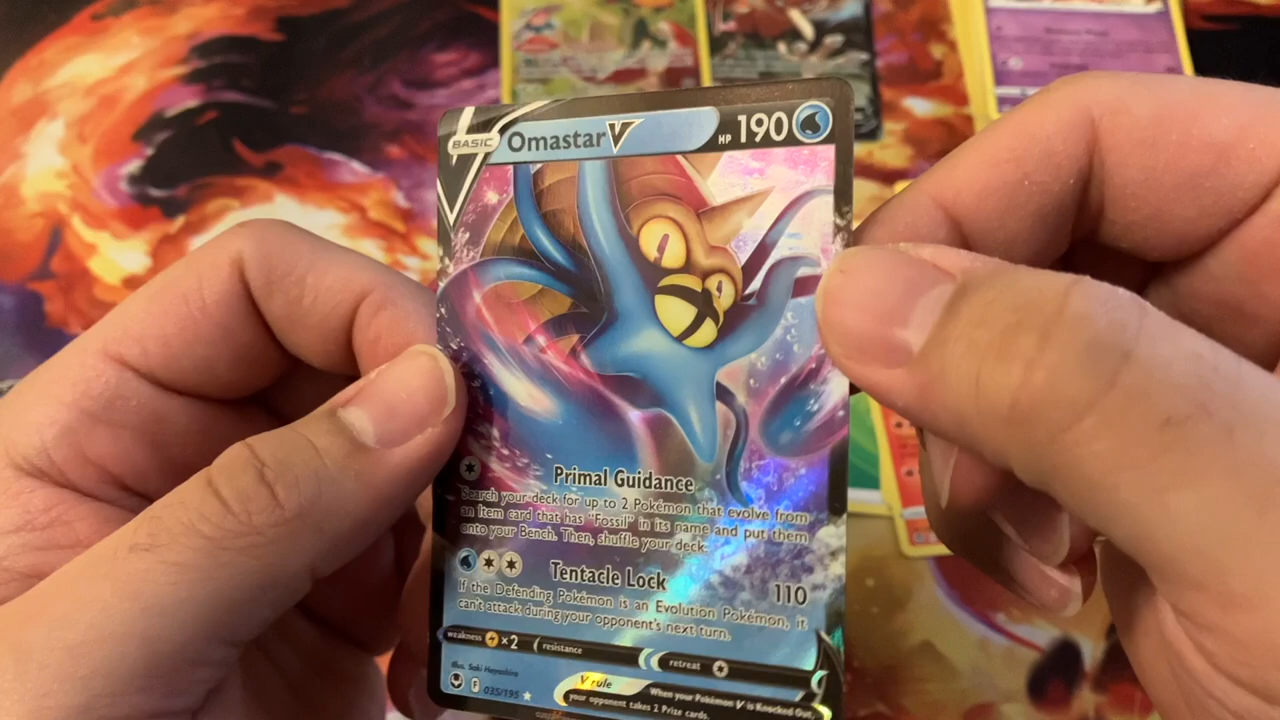 BASIC Omastar V HP 190
Primal Guidance
Search your deck for up to 2 Pokémon that evolve from
an Item card that has "Fossil" in its name and put them
onto your Bench. Then, shuffle your deck.
Tentacle Lock 110
If the Defending Pokémon is an Evolution Pokémon, it
can't attack during your opponent's next turn.
weakness ×2 resistance retreat
Illus. Saki Hayashiro
F 035/195
V rule When your Pokémon V is Knocked Out,
your opponent takes 2 Prize cards.